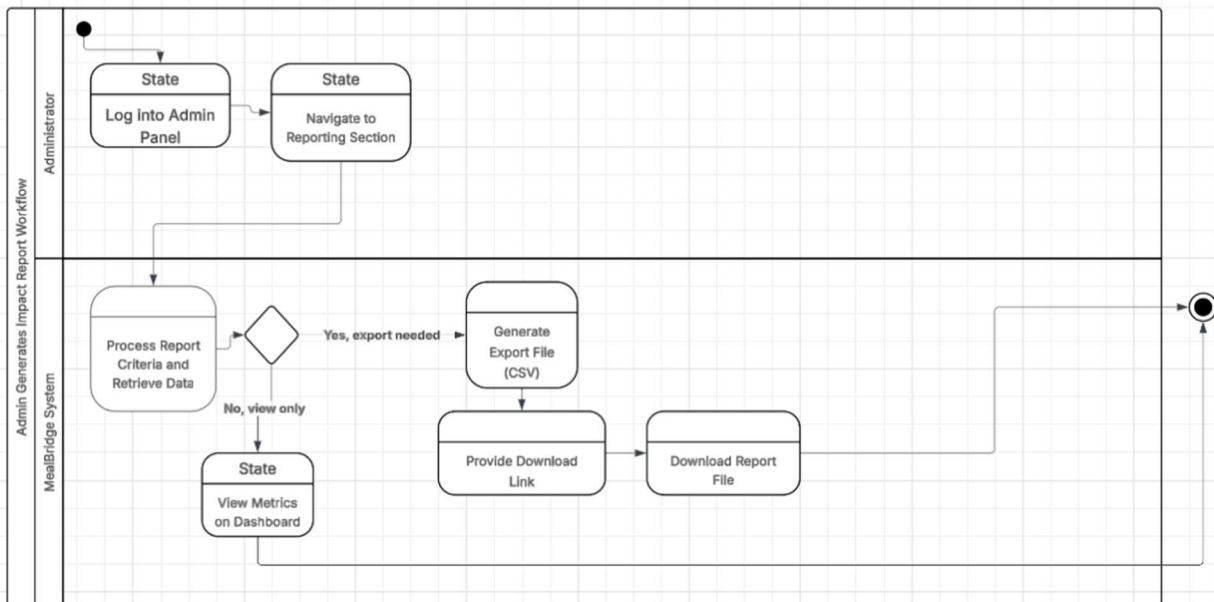 Admin Generates Impact Report Workflow
Administrator
State
Log into Admin
Panel
State
Navigate to
Reporting Section
MealBridge System
Process Report
Criteria and
Retrieve Data
Yes, export needed
No, view only
Generate
Export File
(CSV)
Provide Download
Link
Download Report
File
State
View Metrics
on Dashboard